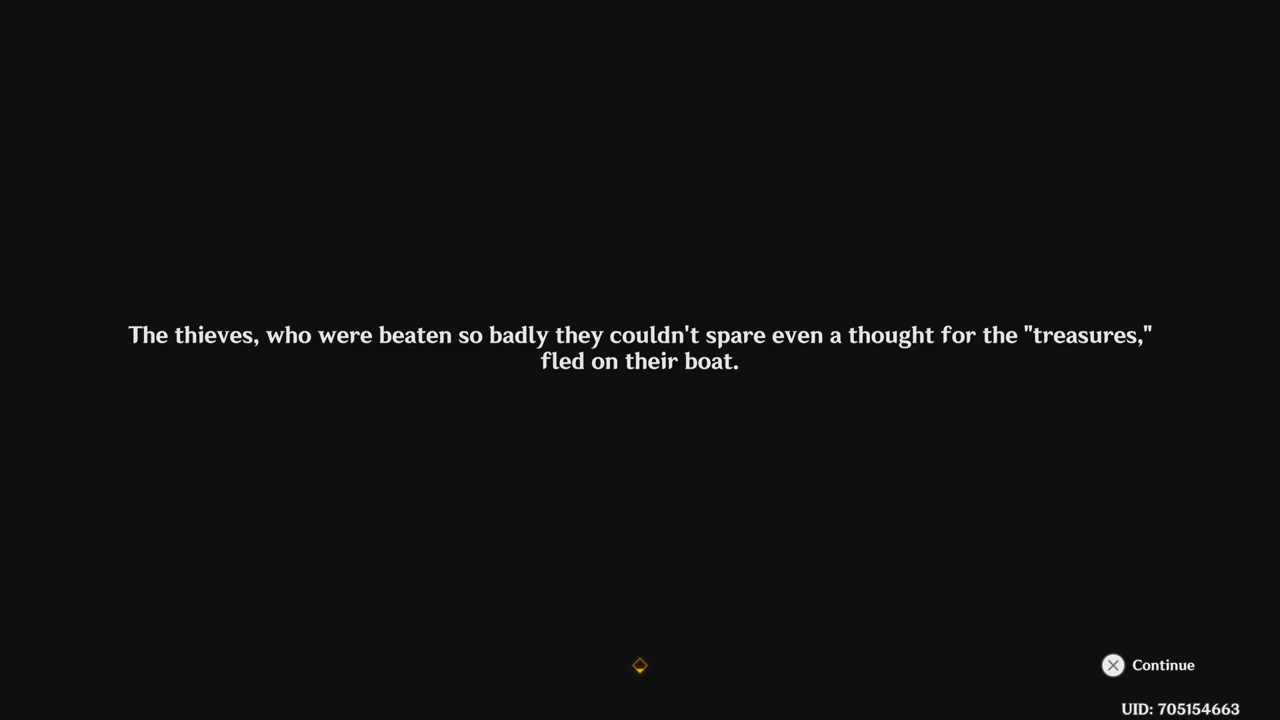 The thieves, who were beaten so badly they couldn't spare even a thought for the "treasures,"
fled on their boat.
Continue
UID: 705154663